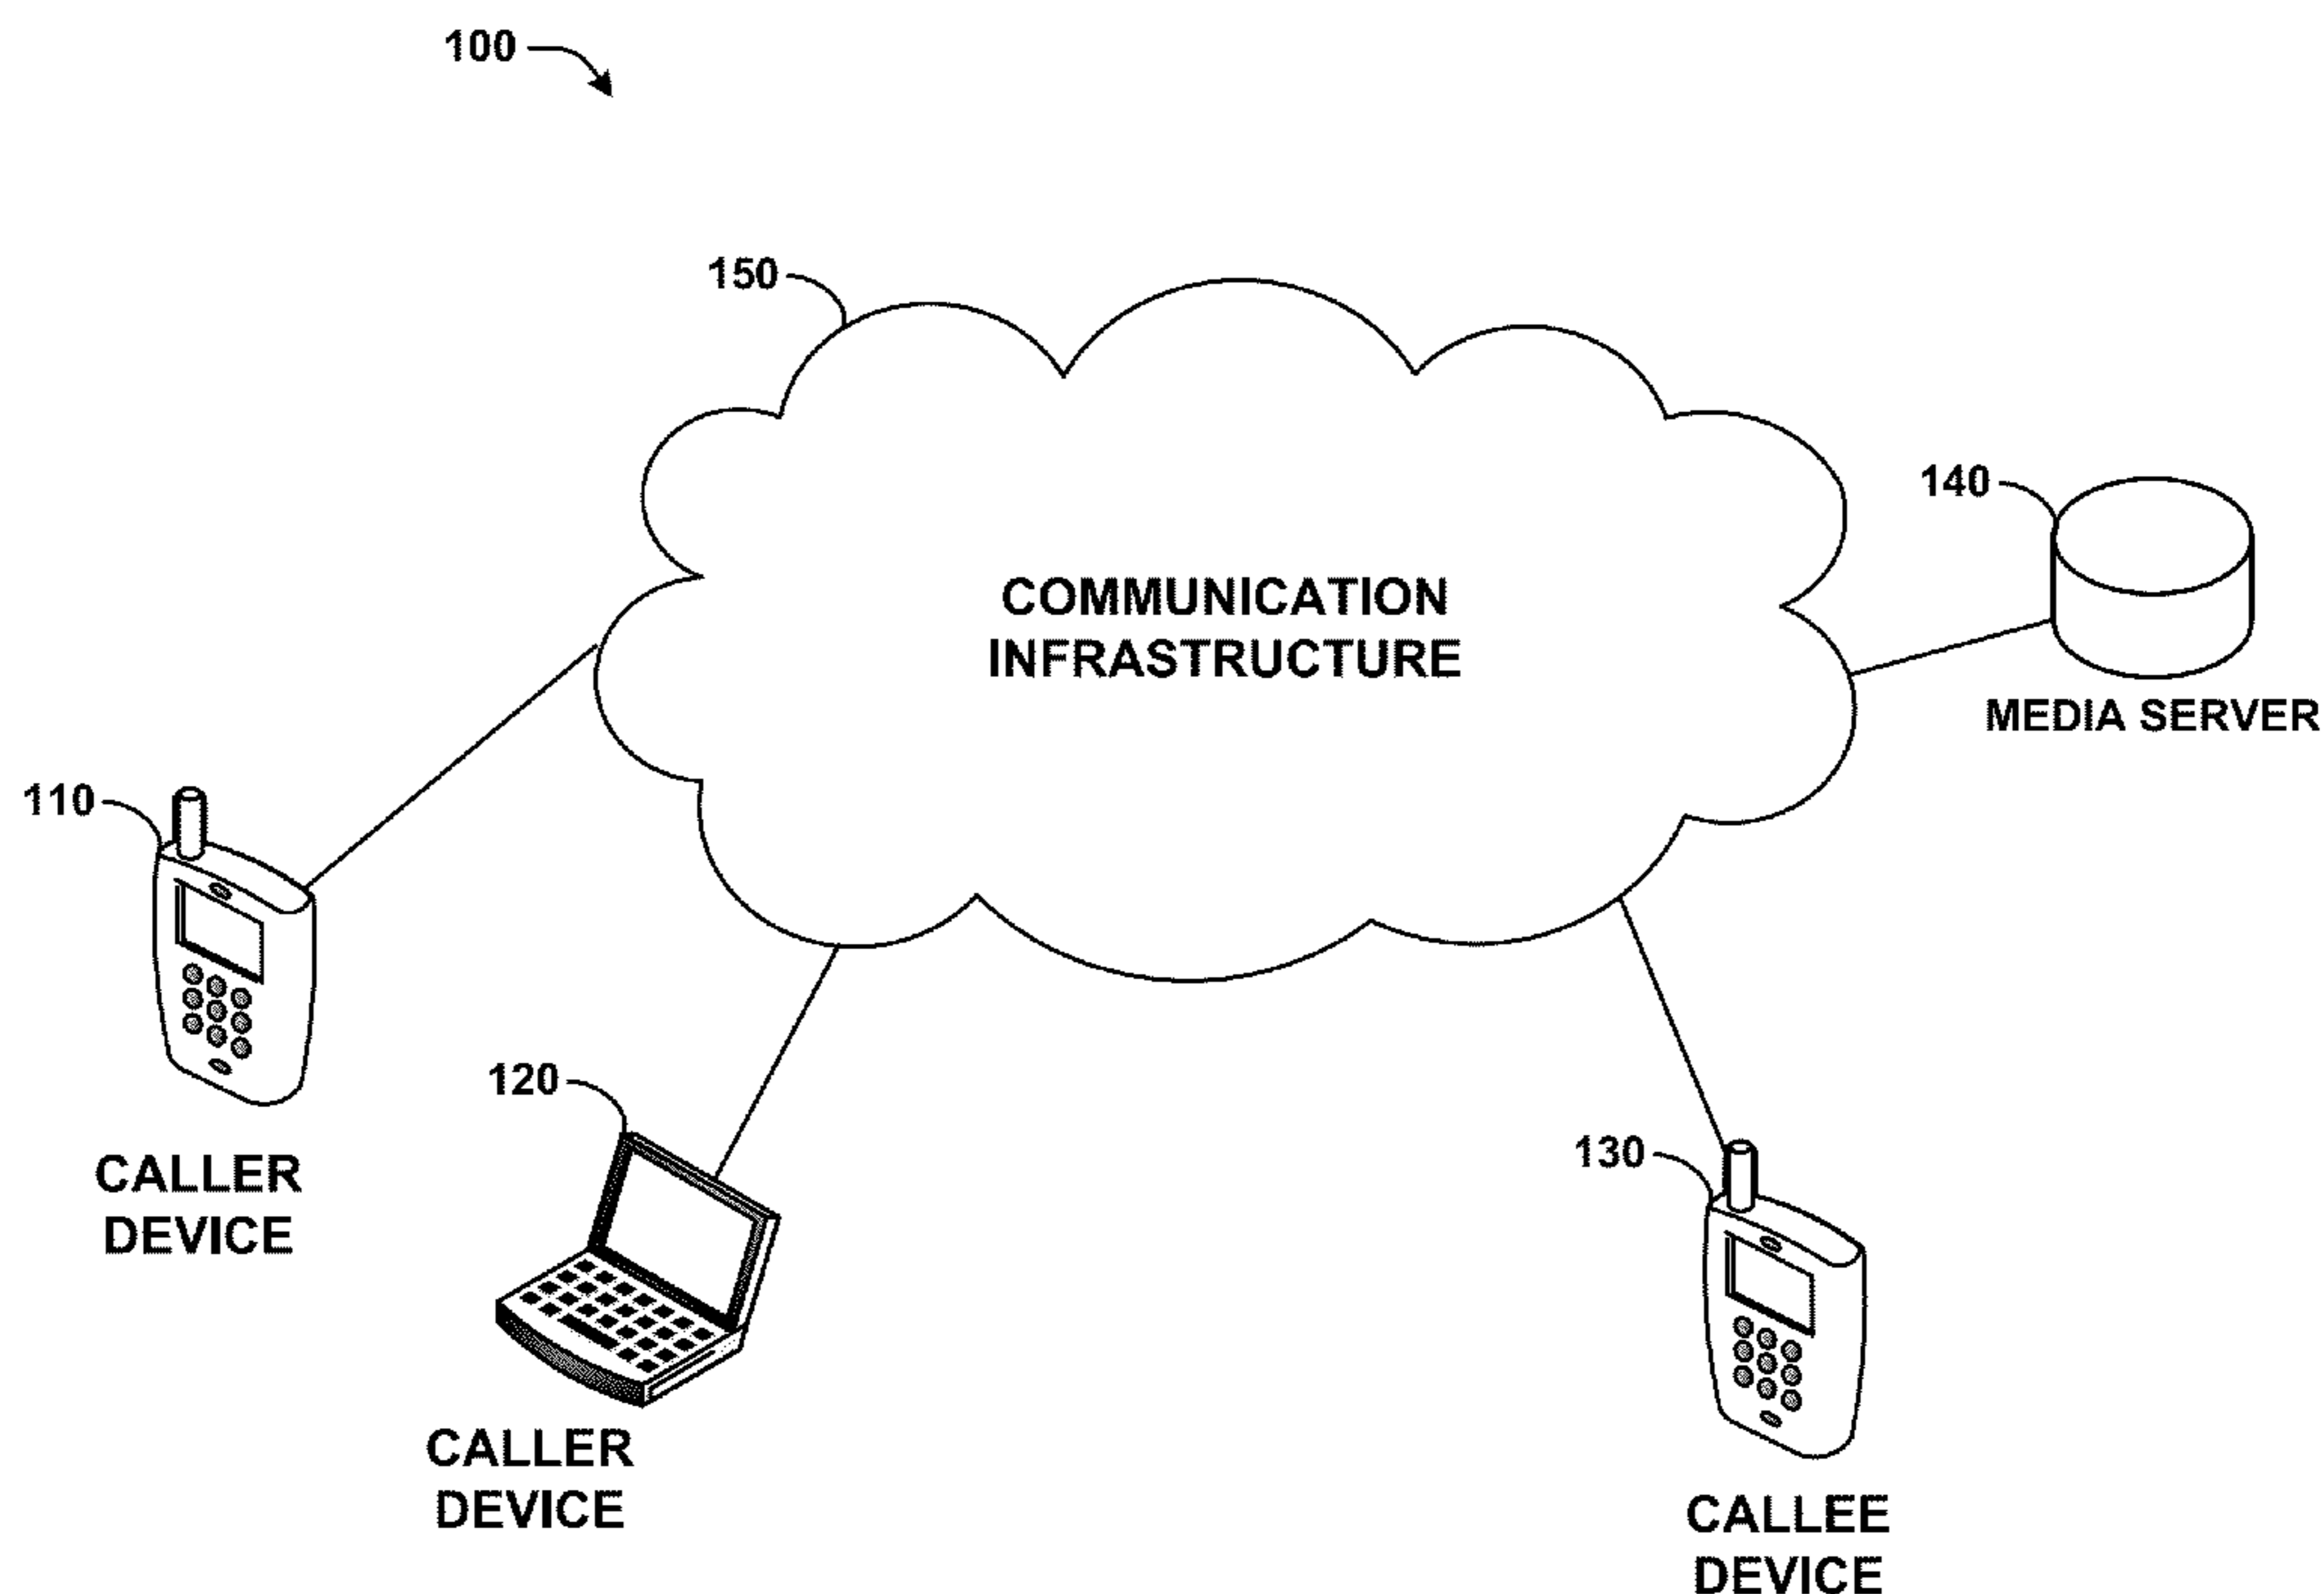 100
150
COMMUNICATION
INFRASTRUCTURE
140
MEDIA SERVER
110
CALLER
DEVICE
120
CALLER
DEVICE
130
CALLEE
DEVICE